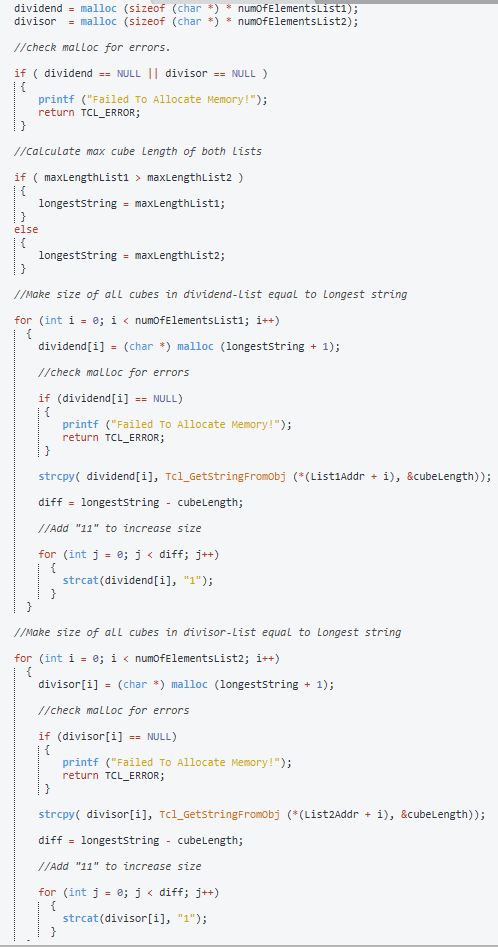 dividend = malloc (sizeof (char *) * numOfElementsList1);
divisor  = malloc (sizeof (char *) * numOfElementsList2);
//check malloc for errors.
if ( dividend == NULL || divisor == NULL )
{
printf ("Failed To Allocate Memory!");
return TCL_ERROR;
}
//Calculate max cube length of both lists
if ( maxLengthList1 > maxLengthList2 )
{
longestString = maxLengthList1;
}
else
{
longestString = maxLengthList2;
}
//Make size of all cubes in dividend-list equal to longest string
for (int i = 0; i < numOfElementsList1; i++)
{
dividend[i] = (char *) malloc (longestString + 1);
//check malloc for errors
if (dividend[i] == NULL)
{
printf ("Failed To Allocate Memory!");
return TCL_ERROR;
}
strcpy( dividend[i], Tcl_GetStringFromObj (*(List1Addr + i), &cubeLength));
diff = longestString - cubeLength;
//Add "11" to increase size
for (int j = 0; j < diff; j++)
{
strcat(dividend[i], "1");
}
}
//Make size of all cubes in divisor-list equal to longest string
for (int i = 0; i < numOfElementsList2; i++)
{
divisor[i] = (char *) malloc (longestString + 1);
//check malloc for errors
if (divisor[i] == NULL)
{
printf ("Failed To Allocate Memory!");
return TCL_ERROR;
}
strcpy( divisor[i], Tcl_GetStringFromObj (*(List2Addr + i), &cubeLength));
diff = longestString - cubeLength;
//Add "11" to increase size
for (int j = 0; j < diff; j++)
{
strcat(divisor[i], "1");
}